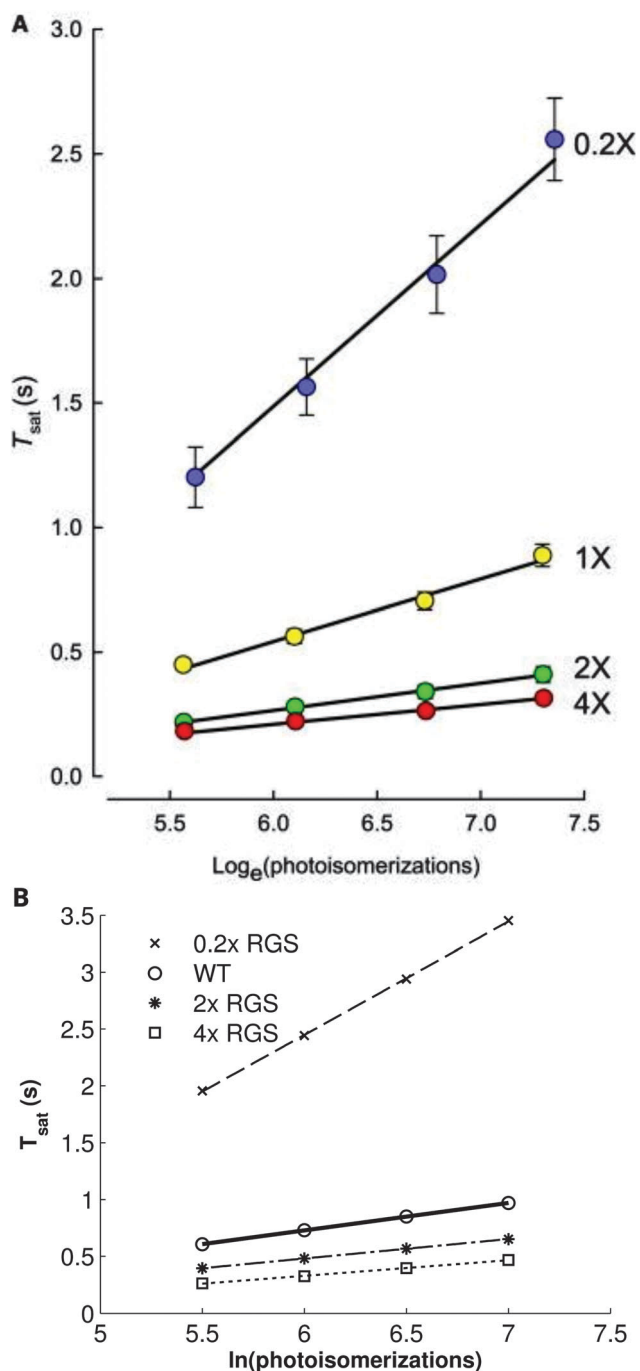 A
3.0
2.5
2.0
1.5
1.0
0.5
0.0
T_sat (s)
0.2X
1X
2X
4X
5.5 6.0 6.5 7.0 7.5
Log_e(photoisomerizations)
B
3.5
3
2.5
2
1.5
1
0.5
0
T_sat (s)
0.2x RGS
WT
2x RGS
4x RGS
5 5.5 6 6.5 7 7.5
ln(photoisomerizations)